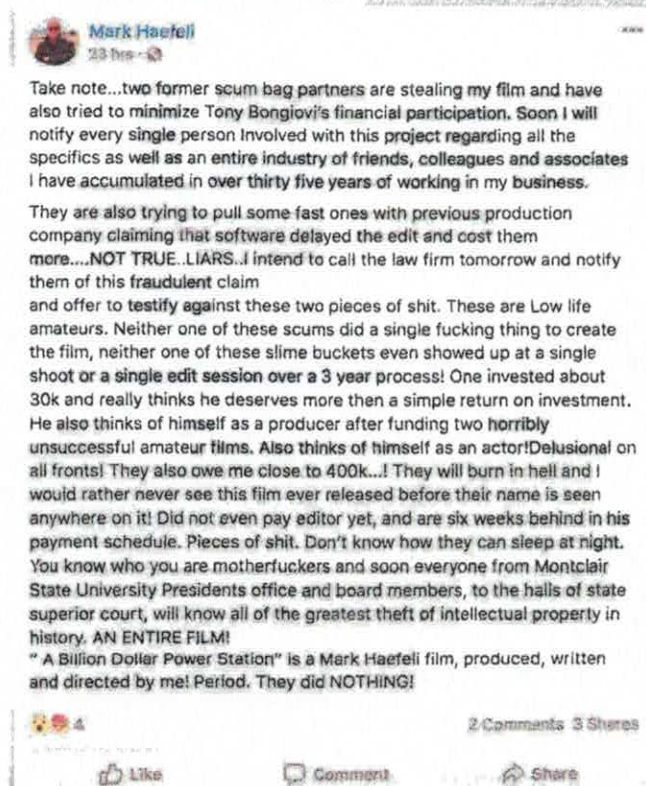 Mark Haefeli
23 hrs
Take note...two former scum bag partners are stealing my film and have
also tried to minimize Tony Bongiovi's financial participation. Soon I will
notify every single person Involved with this project regarding all the
specifics as well as an entire industry of friends, colleagues and associates
I have accumulated in over thirty five years of working in my business.
They are also trying to pull some fast ones with previous production
company claiming that software delayed the edit and cost them
more....NOT TRUE..LIARS..I intend to call the law firm tomorrow and notify
them of this fraudulent claim
and offer to testify against these two pieces of shit. These are Low life
amateurs. Neither one of these scums did a single fucking thing to create
the film, neither one of these slime buckets even showed up at a single
shoot or a single edit session over a 3 year process! One invested about
30k and really thinks he deserves more then a simple return on investment.
He also thinks of himself as a producer after funding two horribly
unsuccessful amateur films. Also thinks of himself as an actor!Delusional on
all fronts! They also owe me close to 400k...! They will burn in hell and I
would rather never see this film ever released before their name is seen
anywhere on it! Did not even pay editor yet, and are six weeks behind in his
payment schedule. Pieces of shit. Don't know how they can sleep at night.
You know who you are motherfuckers and soon everyone from Montclair
State University Presidents office and board members, to the halls of state
superior court, will know all of the greatest theft of intellectual property in
history. AN ENTIRE FILM!
" A Billion Dollar Power Station" is a Mark Haefeli film, produced, written
and directed by me! Period. They did NOTHING!
4 2 Comments 3 Shares
Like Comment Share